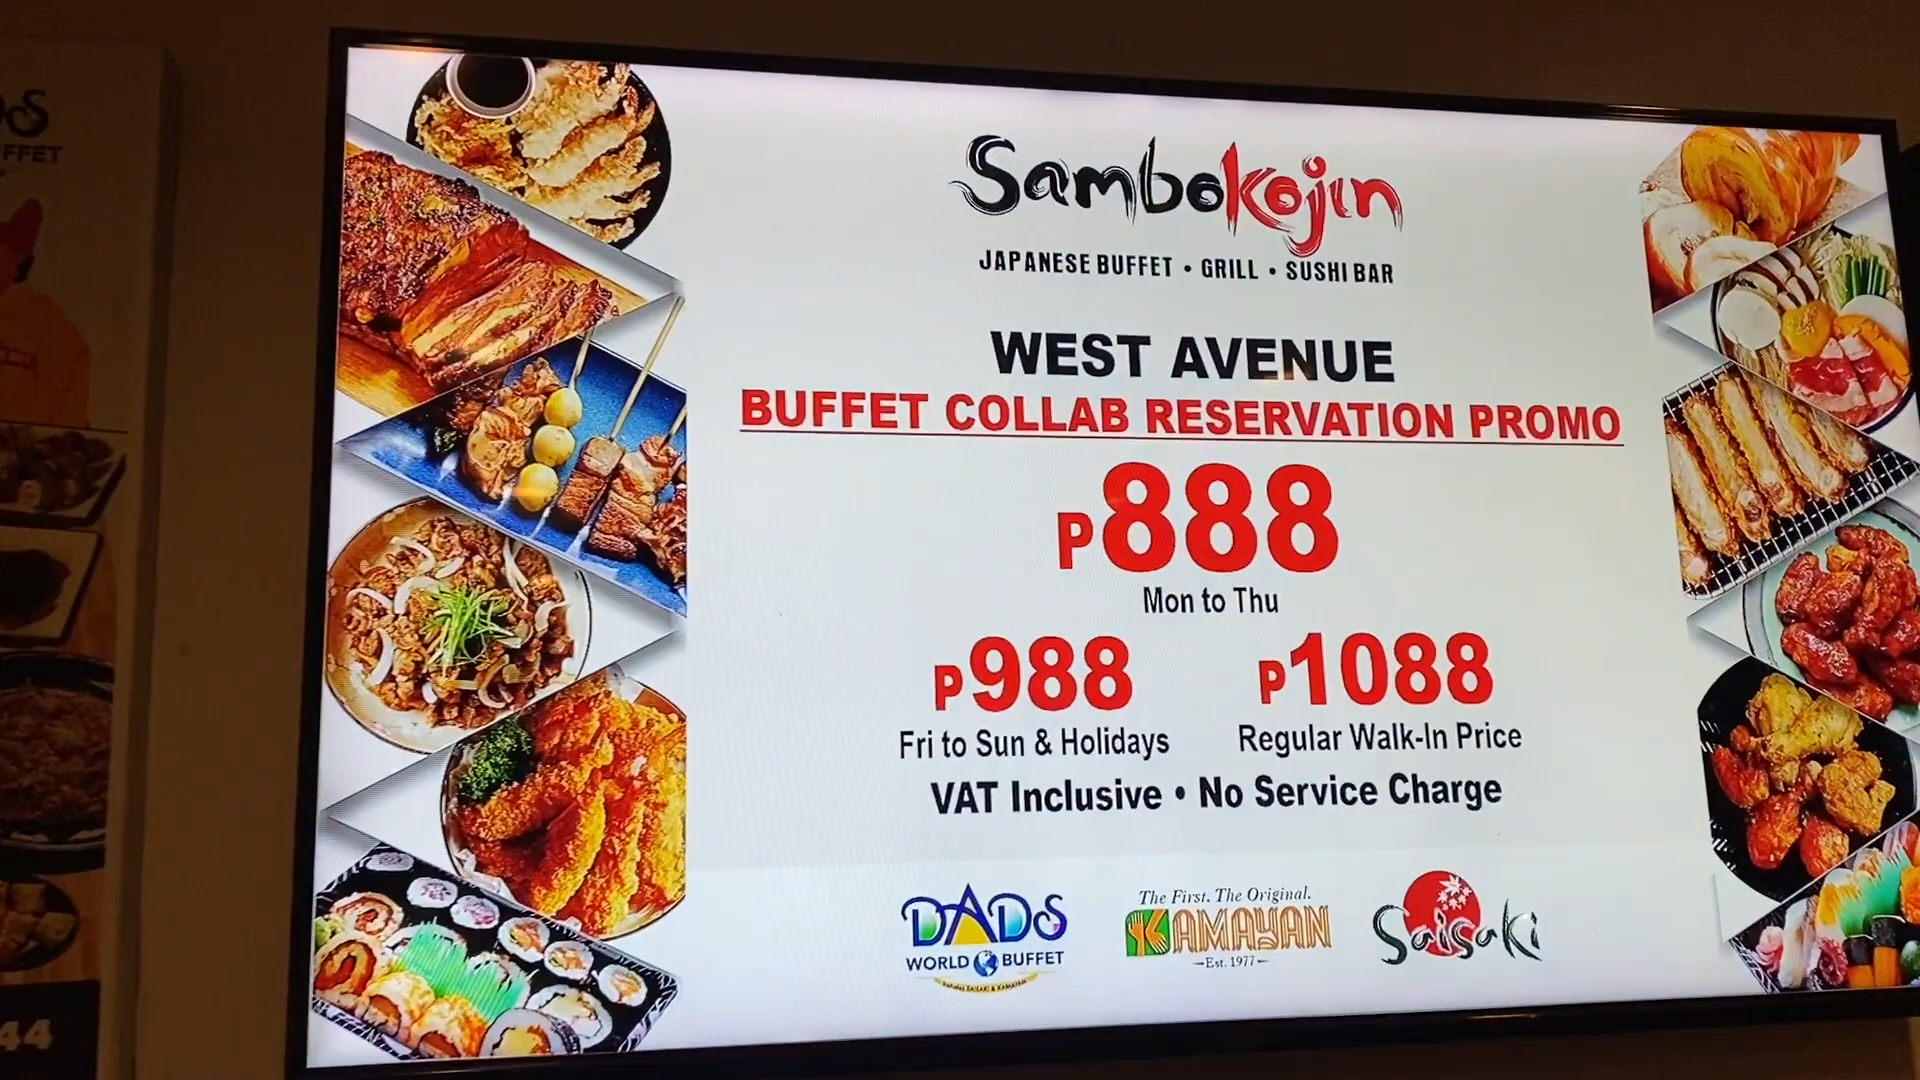 Sambokojin
JAPANESE BUFFET • GRILL • SUSHI BAR
WEST AVENUE
BUFFET COLLAB RESERVATION PROMO
P888
Mon to Thu
P988
Fri to Sun & Holidays
P1088
Regular Walk-In Price
VAT Inclusive • No Service Charge
DADS
WORLD BUFFET
The First. The Original.
KAMAYAN
Est. 1977
Saisaki
44